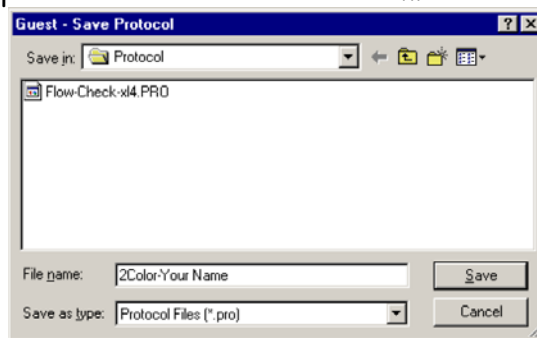 Guest - Save Protocol
Save in: Protocol
Flow-Check-xl4.PRO
File name: 2Color-Your Name Save
Save as type: Protocol Files (*.pro) Cancel